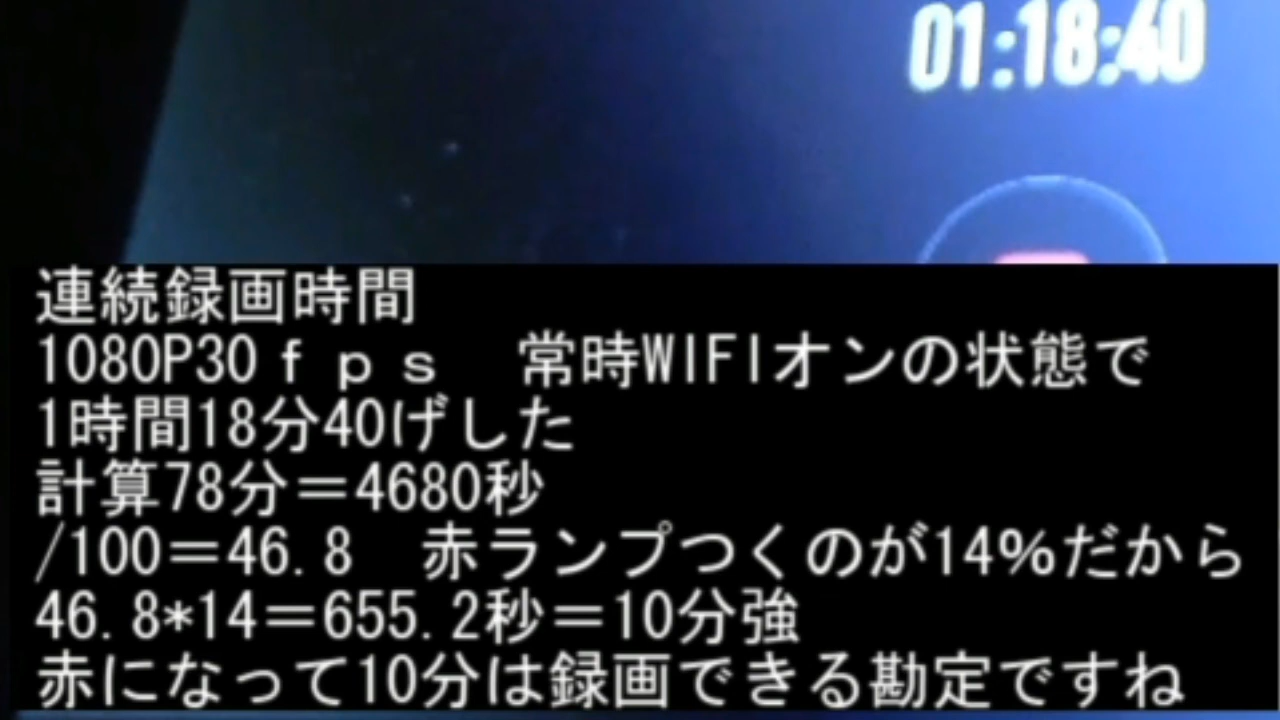 01:18:40
連続録画時間
1080P30ｆｐｓ　常時WIFIオンの状態で
1時間18分40げした
計算78分＝4680秒
/100＝46.8　赤ランプつくのが14%だから
46.8*14＝655.2秒＝10分強
赤になって10分は録画できる勘定ですね